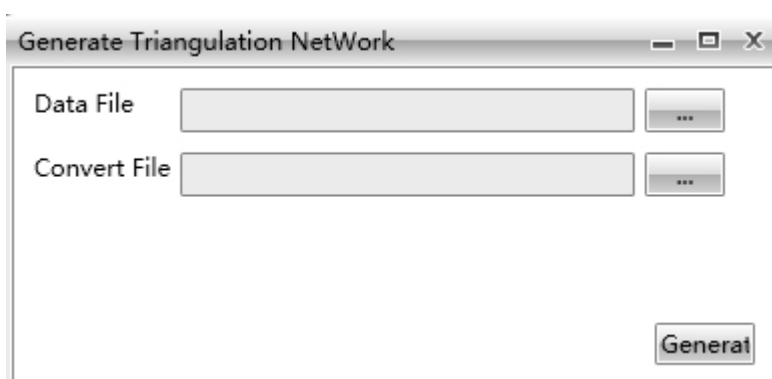 Generate Triangulation NetWork
Data File
...
Convert File
...
Generat